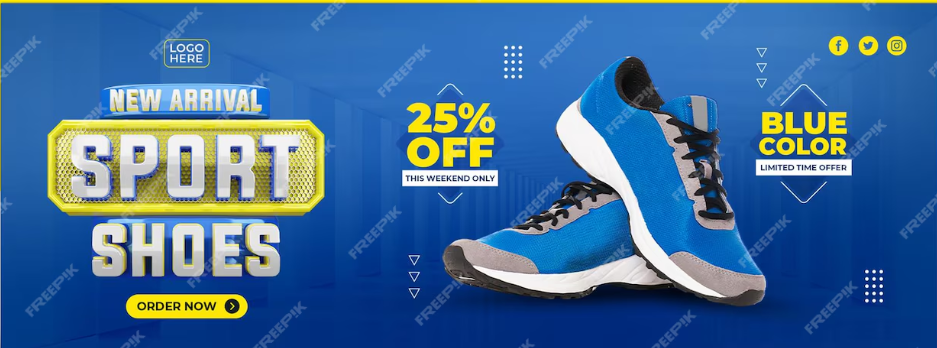 LOGO
HERE
NEW ARRIVAL
SPORT
SHOES
ORDER NOW
25%
OFF
THIS WEEKEND ONLY
BLUE
COLOR
LIMITED TIME OFFER
FREEPIK